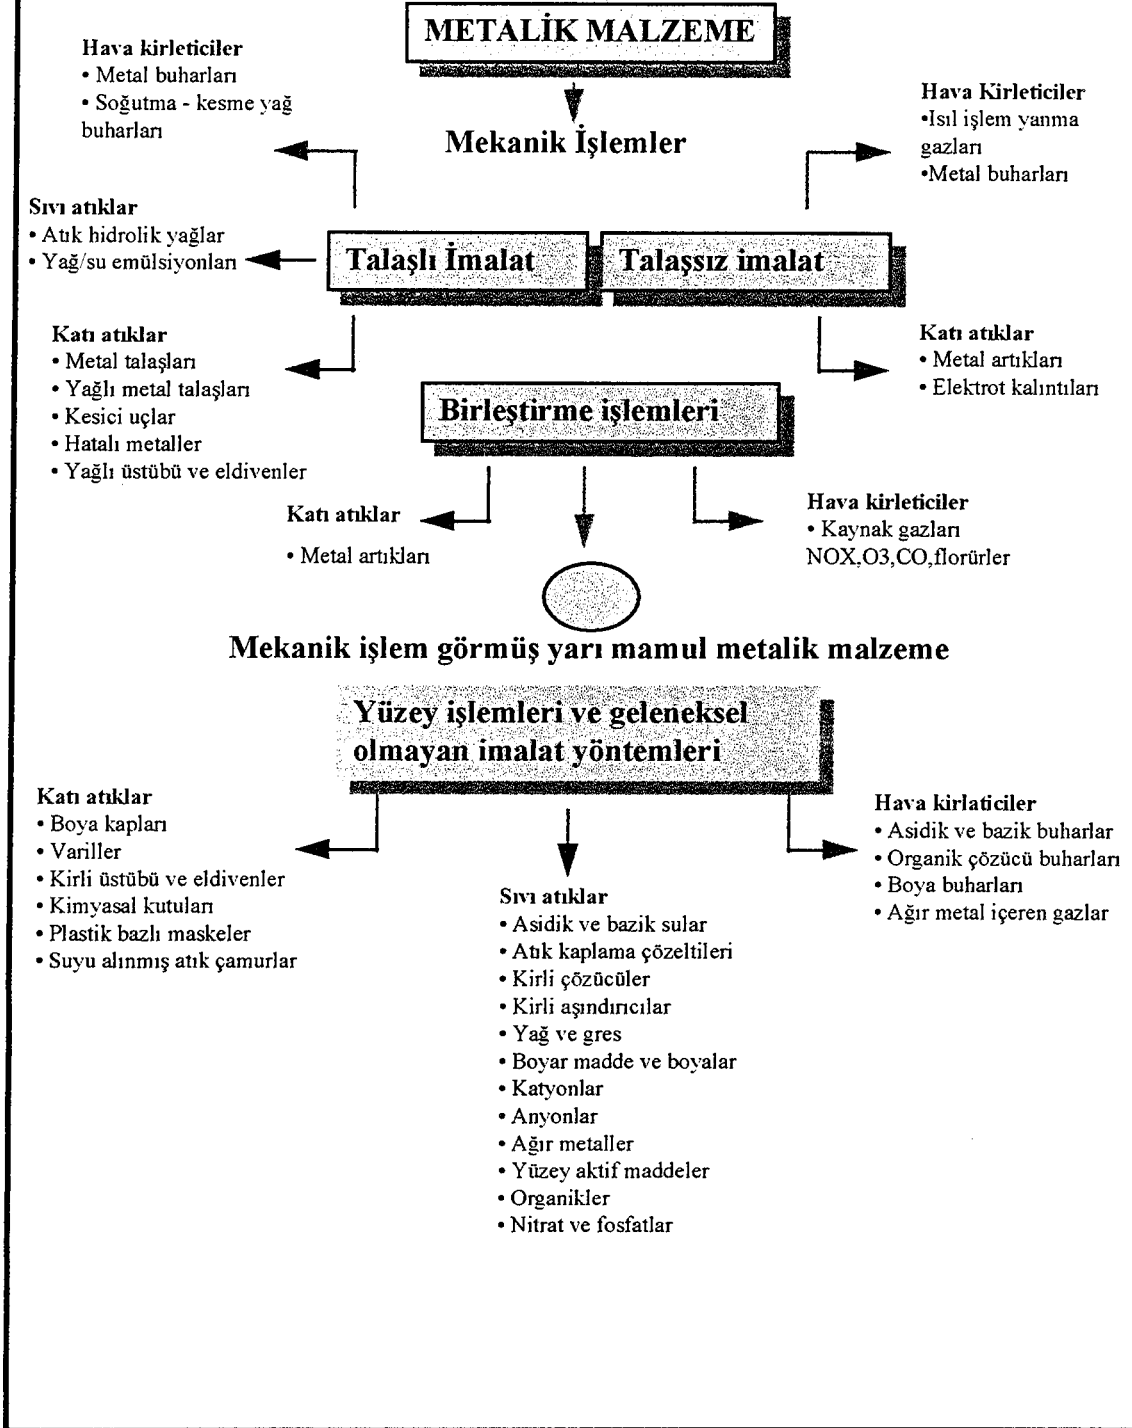 METALİK MALZEME
Hava kirleticiler
• Metal buharları
• Soğutma - kesme yağ
buharları
Mekanik İşlemler
Hava Kirleticiler
•Isıl işlem yanma
gazları
•Metal buharları
Sıvı atıklar
• Atık hidrolik yağlar
• Yağ/su emülsiyonları
Talaşlı İmalat
Talaşsız imalat
Katı atıklar
• Metal talaşları
• Yağlı metal talaşları
• Kesici uçlar
• Hatalı metaller
• Yağlı üstübü ve eldivenler
Katı atıklar
• Metal artıkları
• Elektrot kalıntıları
Birleştirme işlemleri
Katı atıklar
• Metal artıkları
Hava kirleticiler
• Kaynak gazları
NOX,O3,CO,florürler
Mekanik işlem görmüş yarı mamul metalik malzeme
Yüzey işlemleri ve geleneksel
olmayan imalat yöntemleri
Katı atıklar
• Boya kapları
• Variller
• Kirli üstübü ve eldivenler
• Kimyasal kutuları
• Plastik bazlı maskeler
• Suyu alınmış atık çamurlar
Sıvı atıklar
• Asidik ve bazik sular
• Atık kaplama çözeltileri
• Kirli çözücüler
• Kirli aşındırıcılar
• Yağ ve gres
• Boyar madde ve boyalar
• Katyonlar
• Anyonlar
• Ağır metaller
• Yüzey aktif maddeler
• Organikler
• Nitrat ve fosfatlar
Hava kirlaticiler
• Asidik ve bazik buharlar
• Organik çözücü buharları
• Boya buharları
• Ağır metal içeren gazlar